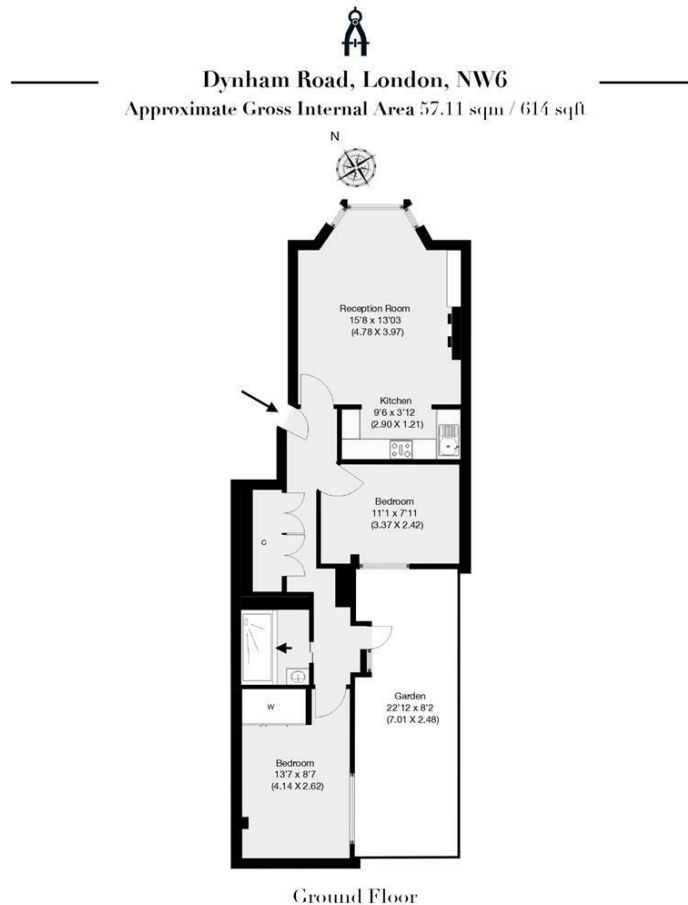 Dynham Road, London, NW6
Approximate Gross Internal Area 57.11 sqm / 614 sqft
N
Reception Room
15'8 x 13'03
(4.78 X 3.97)
Kitchen
9'6 x 3'12
(2.90 X 1.21)
Bedroom
11'1 x 7'11
(3.37 X 2.42)
C
Garden
22'12 x 8'2
(7.01 X 2.48)
W
Bedroom
13'7 x 8'7
(4.14 X 2.62)
Ground Floor